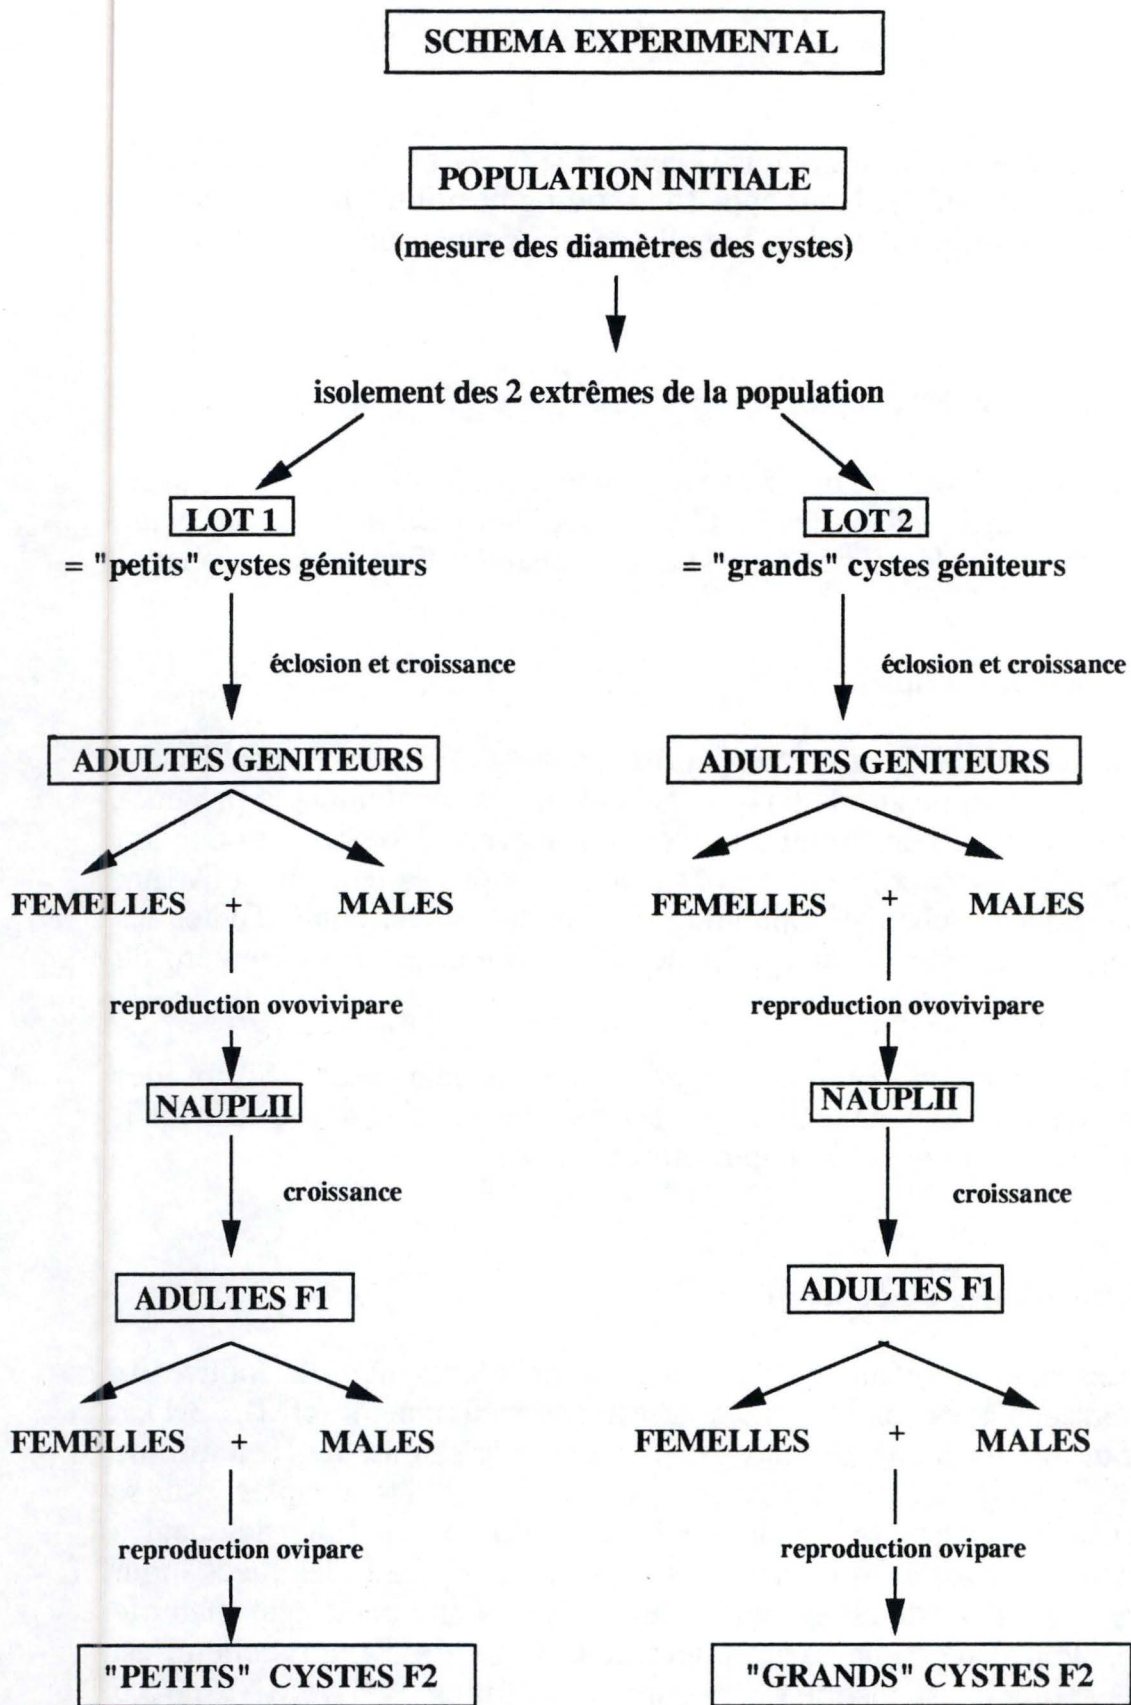 SCHEMA EXPERIMENTAL
POPULATION INITIALE
(mesure des diamètres des cystes)
isolement des 2 extrêmes de la population
LOT 1
= "petits" cystes géniteurs
éclosion et croissance
ADULTES GENITEURS
FEMELLES + MALES
reproduction ovovivipare
NAUPLII
croissance
ADULTES F1
FEMELLES + MALES
reproduction ovipare
"PETITS" CYSTES F2
LOT 2
= "grands" cystes géniteurs
éclosion et croissance
ADULTES GENITEURS
FEMELLES + MALES
reproduction ovovivipare
NAUPLII
croissance
ADULTES F1
FEMELLES + MALES
reproduction ovipare
"GRANDS" CYSTES F2